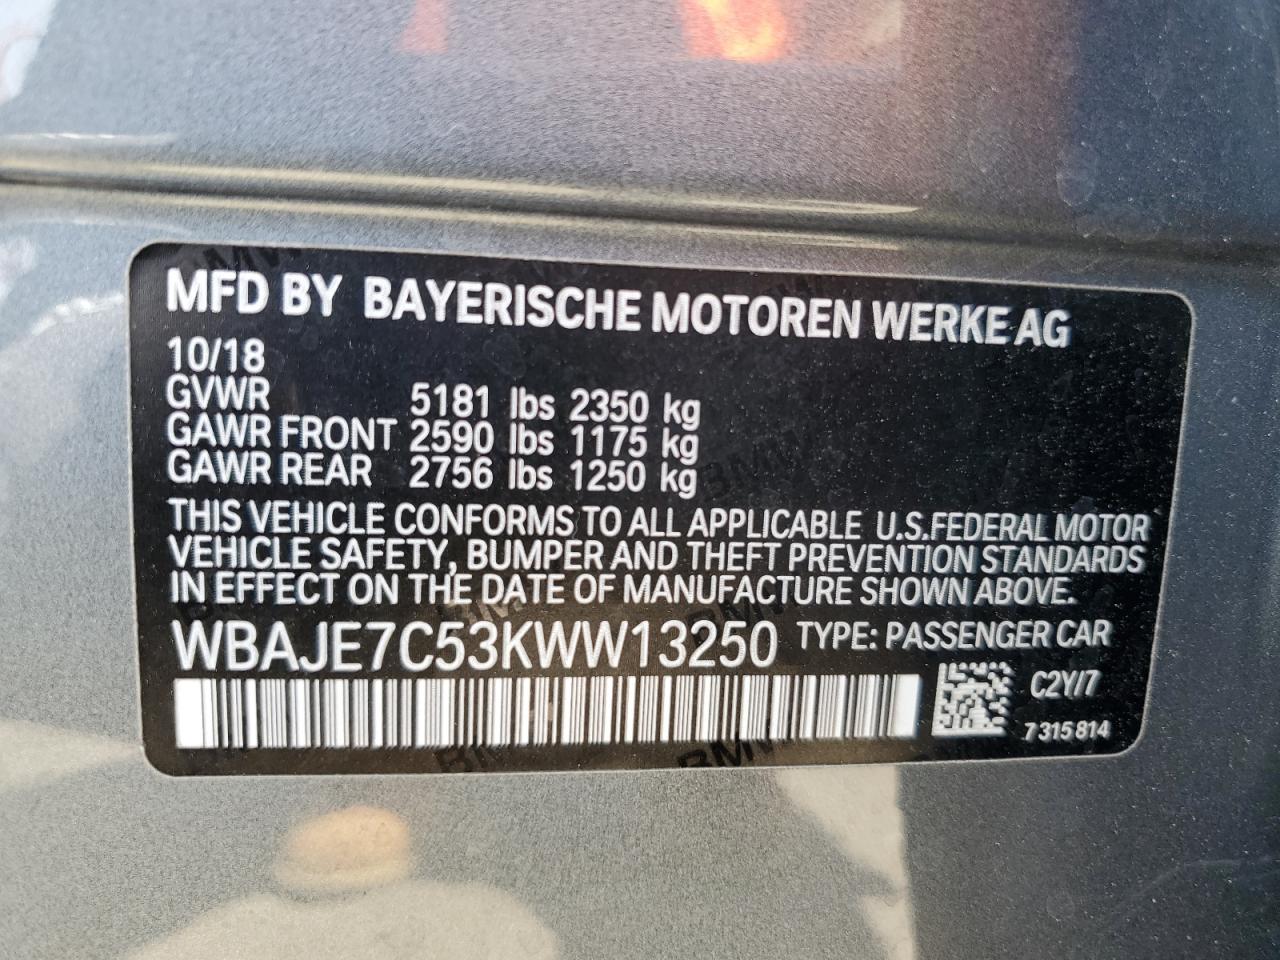 MFD BY BAYERISCHE MOTOREN WERKE AG
10/18
GVWR 5181 lbs 2350 kg
GAWR FRONT 2590 lbs 1175 kg
GAWR REAR 2756 lbs 1250 kg
THIS VEHICLE CONFORMS TO ALL APPLICABLE U.S.FEDERAL MOTOR
VEHICLE SAFETY, BUMPER AND THEFT PREVENTION STANDARDS
IN EFFECT ON THE DATE OF MANUFACTURE SHOWN ABOVE.
WBAJE7C53KWW13250 TYPE: PASSENGER CAR
C2Y/7
7 315 814